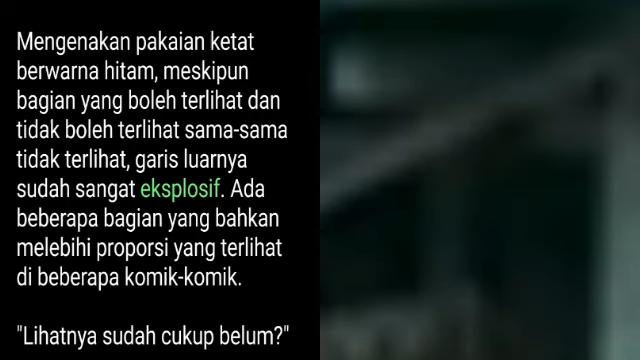 Mengenakan pakaian ketat
berwarna hitam, meskipun
bagian yang boleh terlihat dan
tidak boleh terlihat sama-sama
tidak terlihat, garis luarnya
sudah sangat eksplosif. Ada
beberapa bagian yang bahkan
melebihi proporsi yang terlihat
di beberapa komik-komik.
"Lihatnya sudah cukup belum?"